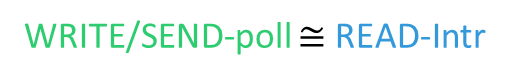 WRITE/SEND-poll ≅ READ-Intr